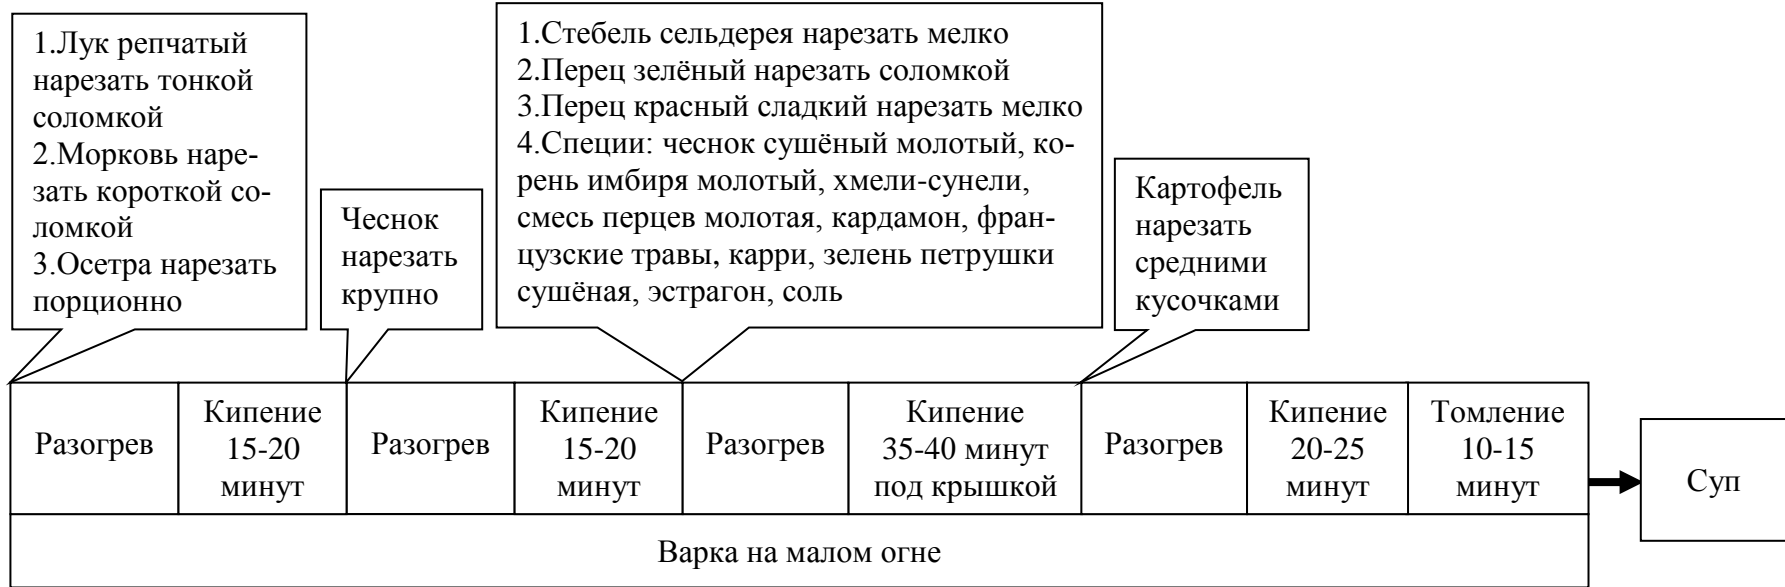 1.Лук репчатый
нарезать тонкой
соломкой
2.Морковь наре-
зать короткой со-
ломкой
3.Осетра нарезать
порционно
Чеснок
нарезать
крупно
1.Стебель сельдерея нарезать мелко
2.Перец зелёный нарезать соломкой
3.Перец красный сладкий нарезать мелко
4.Специи: чеснок сушёный молотый, ко-
рень имбиря молотый, хмели-сунели,
смесь перцев молотая, кардамон, фран-
цузские травы, карри, зелень петрушки
сушёная, эстрагон, соль
Картофель
нарезать
средними
кусочками
Разогрев
Кипение
15-20
минут
Разогрев
Кипение
15-20
минут
Разогрев
Кипение
35-40 минут
под крышкой
Разогрев
Кипение
20-25
минут
Томление
10-15
минут
Суп
Варка на малом огне